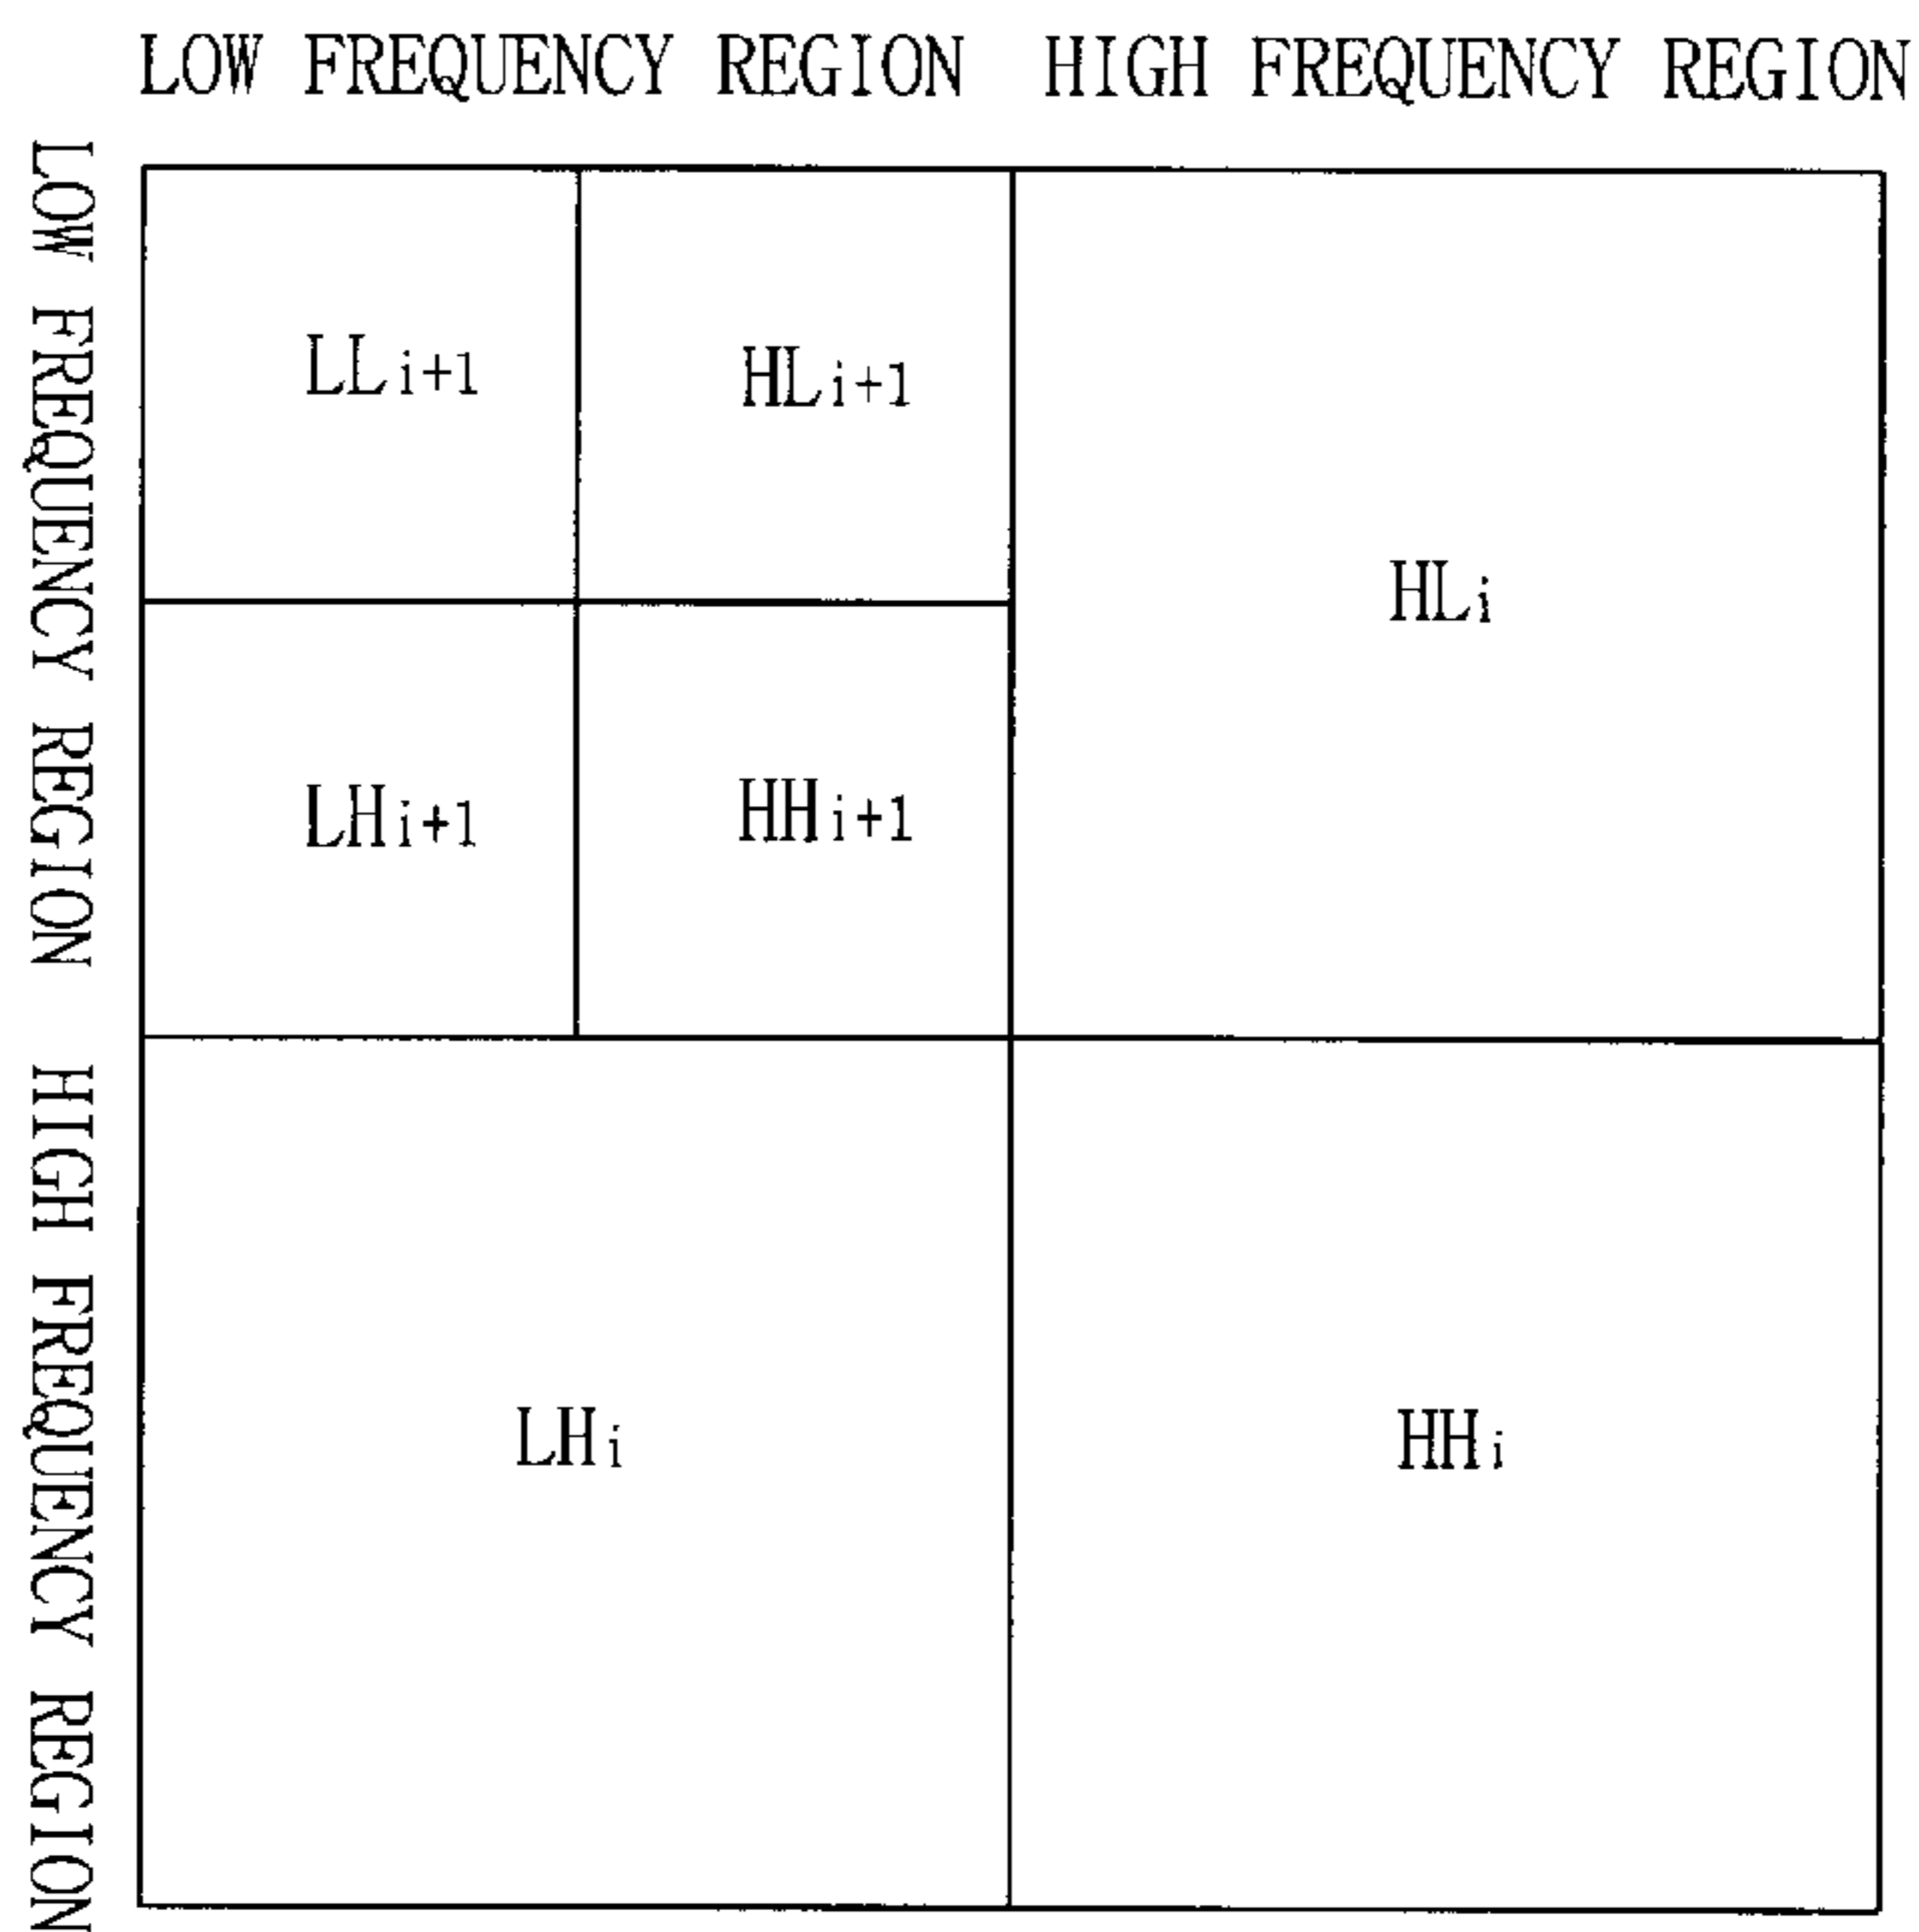 LOW FREQUENCY REGION HIGH FREQUENCY REGION
LOW FREQUENCY REGION HIGH FREQUENCY REGION
LLi+1 HLi+1
HLi
LHi+1 HHi+1
LHi HHi